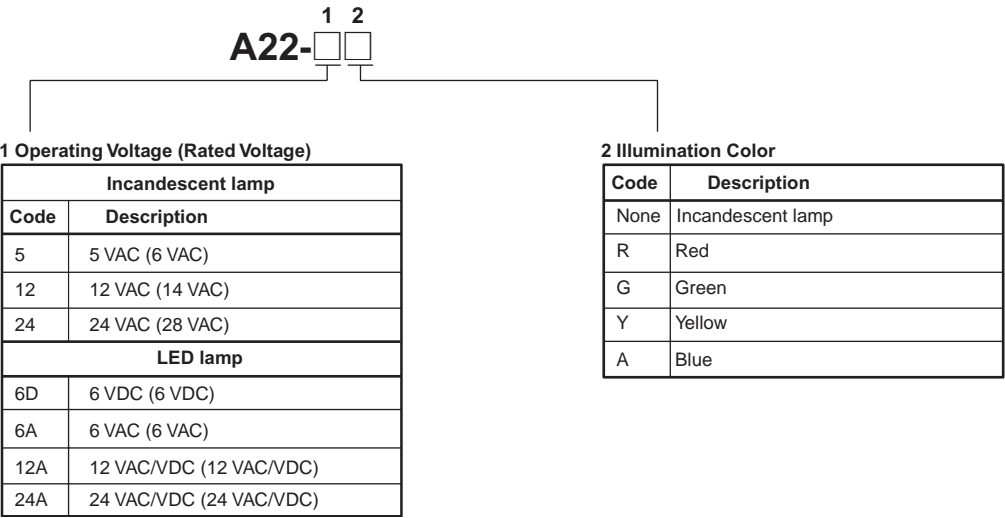 1 2
A22-□□
1 Operating Voltage (Rated Voltage)
Incandescent lamp
Code Description
5 5 VAC (6 VAC)
12 12 VAC (14 VAC)
24 24 VAC (28 VAC)
LED lamp
6D 6 VDC (6 VDC)
6A 6 VAC (6 VAC)
12A 12 VAC/VDC (12 VAC/VDC)
24A 24 VAC/VDC (24 VAC/VDC)
2 Illumination Color
Code Description
None Incandescent lamp
R Red
G Green
Y Yellow
A Blue